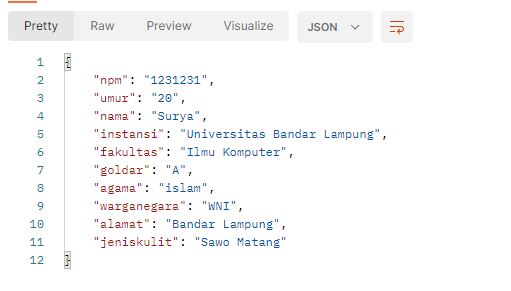 Pretty Raw Preview Visualize JSON
1 {
2 "npm": "1231231",
3 "umur": "20",
4 "nama": "Surya",
5 "instansi": "Universitas Bandar Lampung",
6 "fakultas": "Ilmu Komputer",
7 "goldar": "A",
8 "agama": "islam",
9 "warganegara": "WNI",
10 "alamat": "Bandar Lampung",
11 "jeniskulit": "Sawo Matang"
12 }